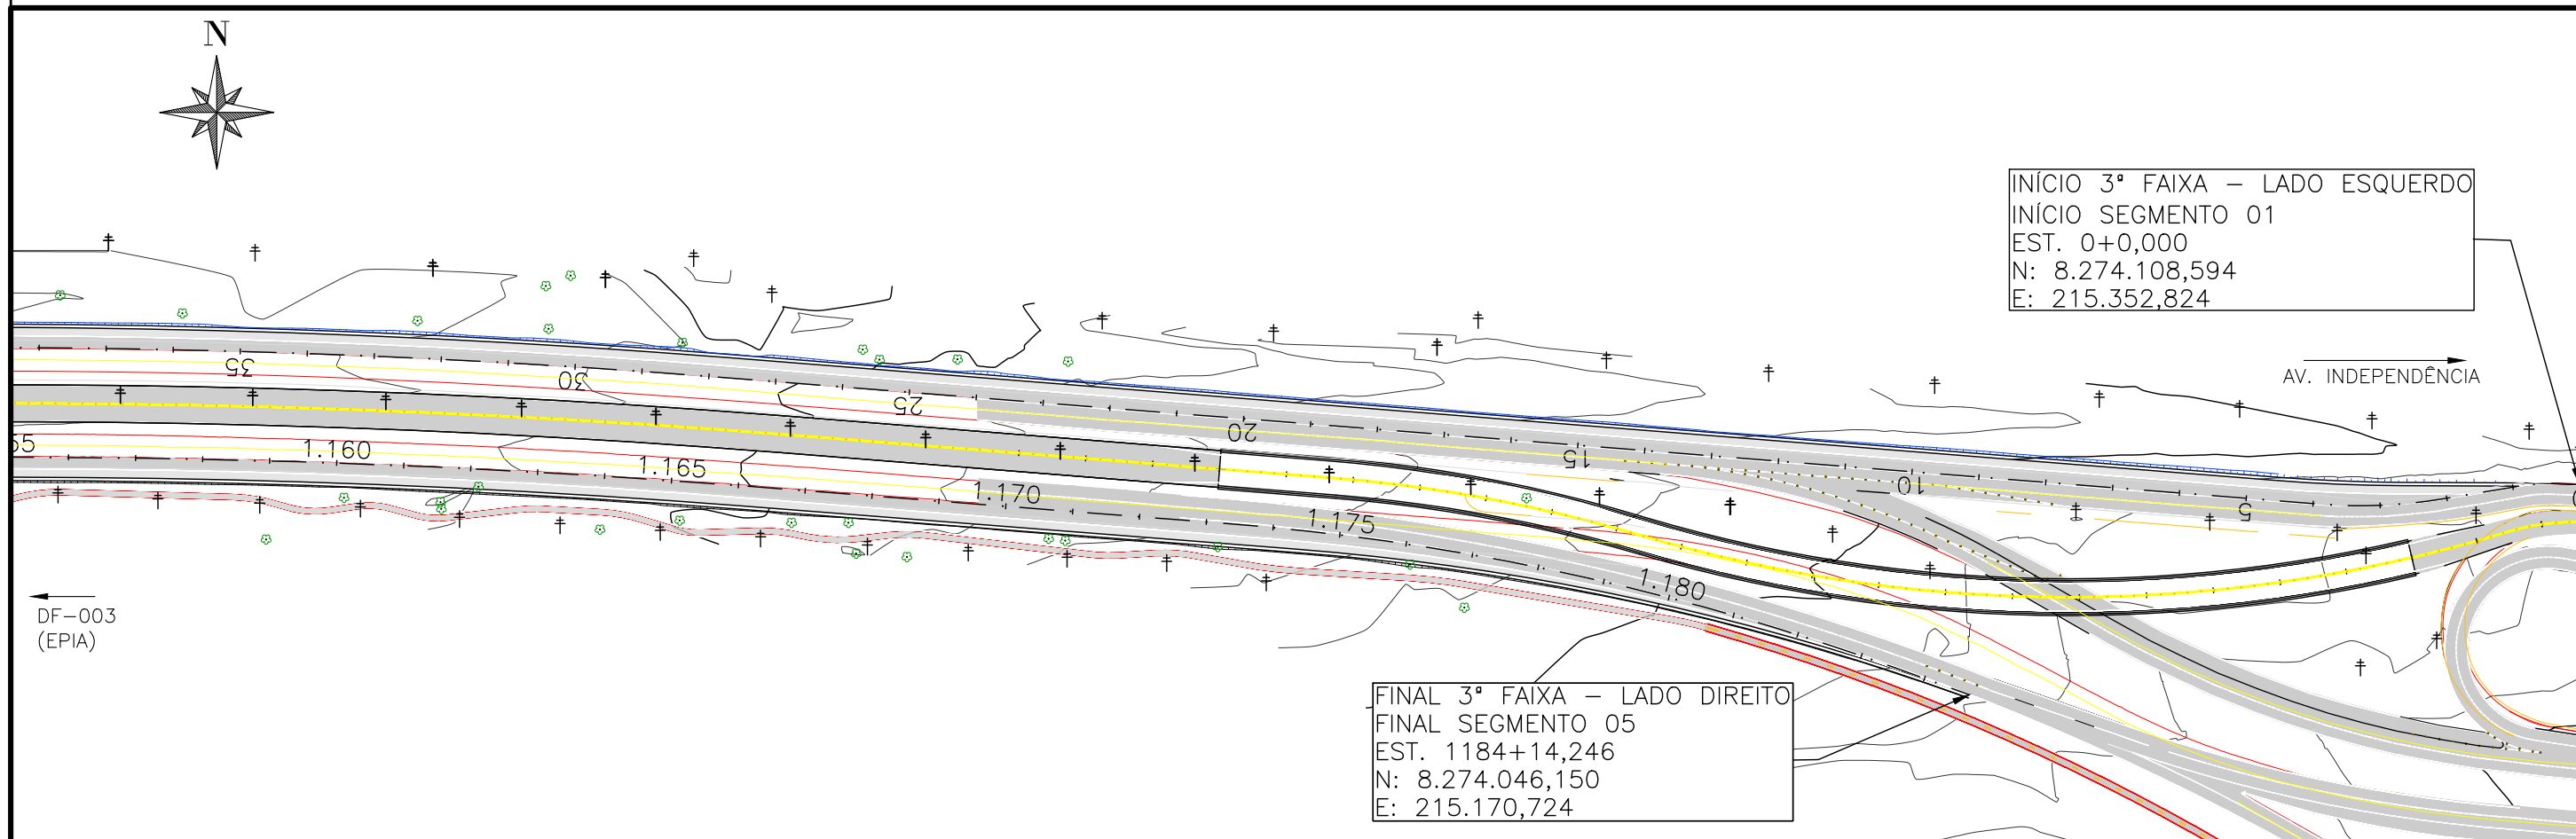 N
INÍCIO 3ª FAIXA – LADO ESQUERDO
INÍCIO SEGMENTO 01
EST. 0+0,000
N: 8.274.108,594
E: 215.352,824
AV. INDEPENDÊNCIA
35
30
25
20
15
10
5
0
55
1.160
1.165
1.170
1.175
1.180
DF–003
(EPIA)
FINAL 3ª FAIXA – LADO DIREITO
FINAL SEGMENTO 05
EST. 1184+14,246
N: 8.274.046,150
E: 215.170,724